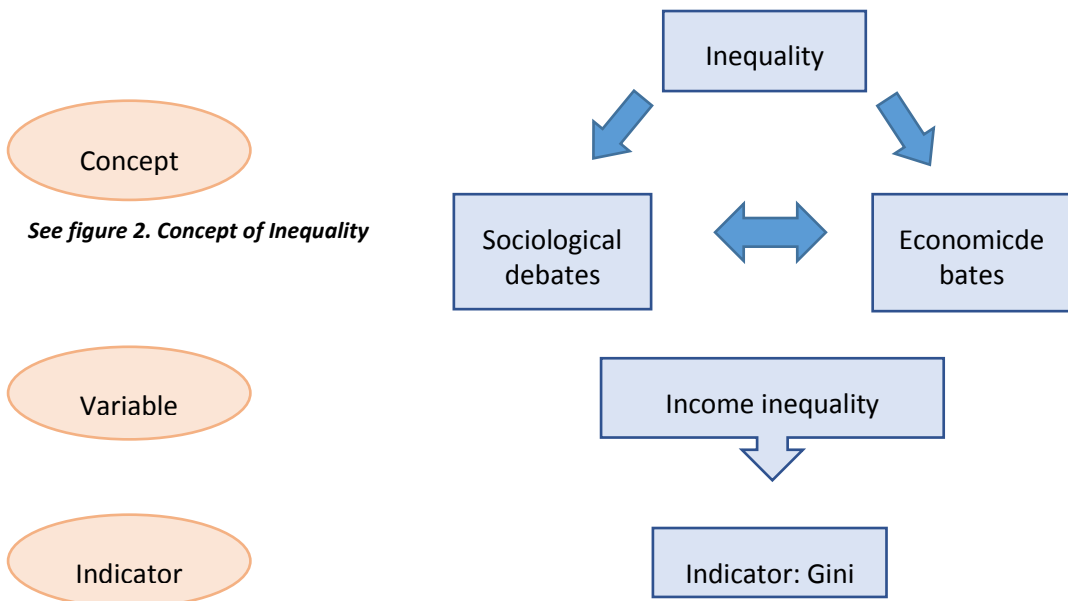 Inequality
Concept
See figure 2. Concept of Inequality
Sociological
debates
Economicde
bates
Variable
Income inequality
Indicator
Indicator: Gini